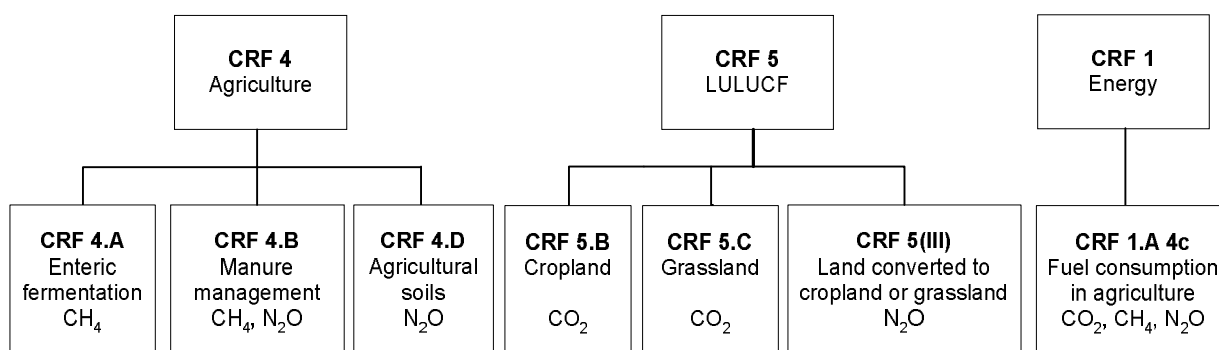 CRF 4
Agriculture
CRF 5
LULUCF
CRF 1
Energy
CRF 4.A
Enteric
fermentation
CH₄
CRF 4.B
Manure
management
CH₄, N₂O
CRF 4.D
Agricultural
soils
N₂O
CRF 5.B
Cropland
CO₂
CRF 5.C
Grassland
CO₂
CRF 5(III)
Land converted to
cropland or grassland
N₂O
CRF 1.A 4c
Fuel consumption
in agriculture
CO₂, CH₄, N₂O